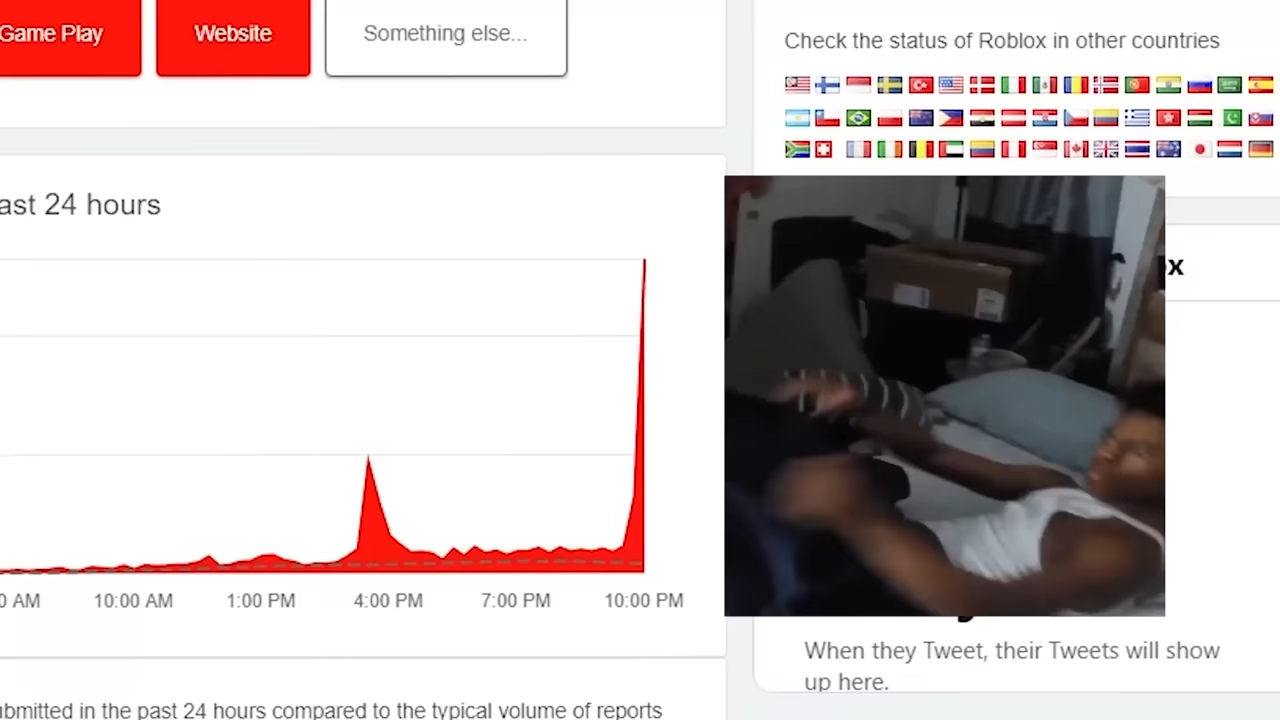 Game Play
Website
Something else...
Check the status of Roblox in other countries
ast 24 hours
x
0 AM
10:00 AM
1:00 PM
4:00 PM
7:00 PM
10:00 PM
When they Tweet, their Tweets will show
up here.
ubmitted in the past 24 hours compared to the typical volume of reports